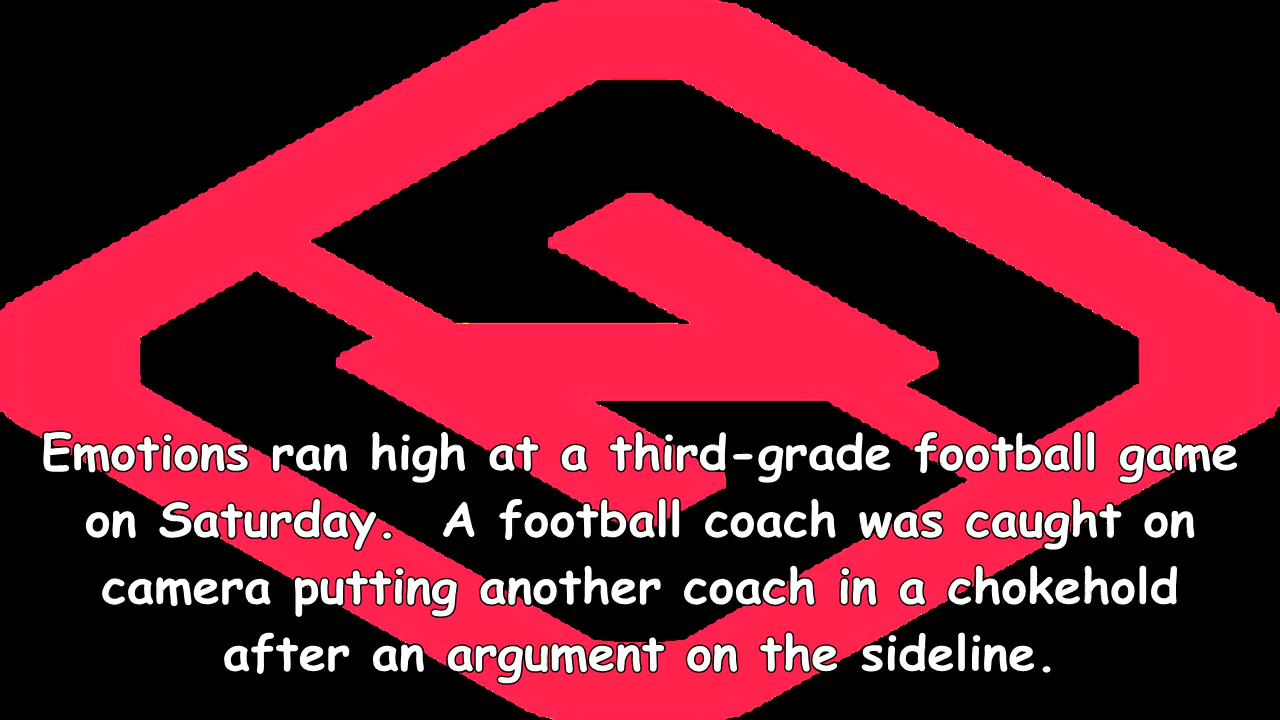 Emotions ran high at a third-grade football game
on Saturday.  A football coach was caught on
camera putting another coach in a chokehold
after an argument on the sideline.